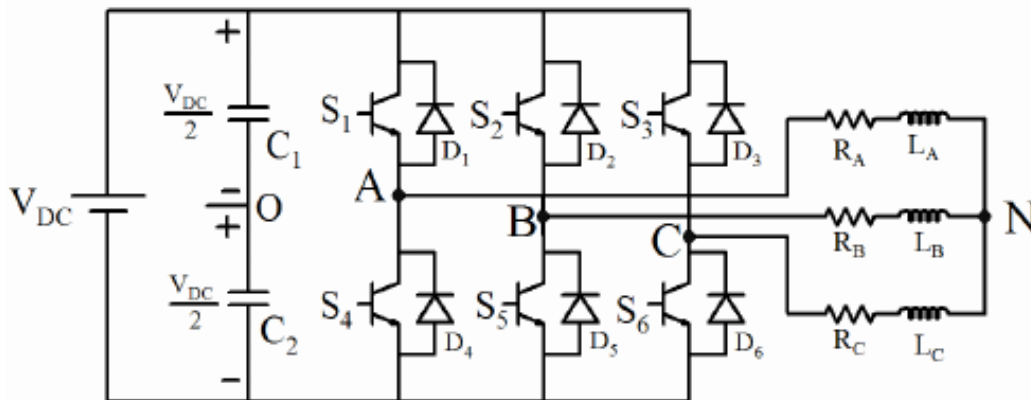 +
V_DC/2
C₁
−
O
+
V_DC/2
C₂
−
V_DC
S₁
D₁
S₂
D₂
S₃
D₃
A
B
C
S₄
D₄
S₅
D₅
S₆
D₆
R_A
L_A
R_B
L_B
R_C
L_C
N